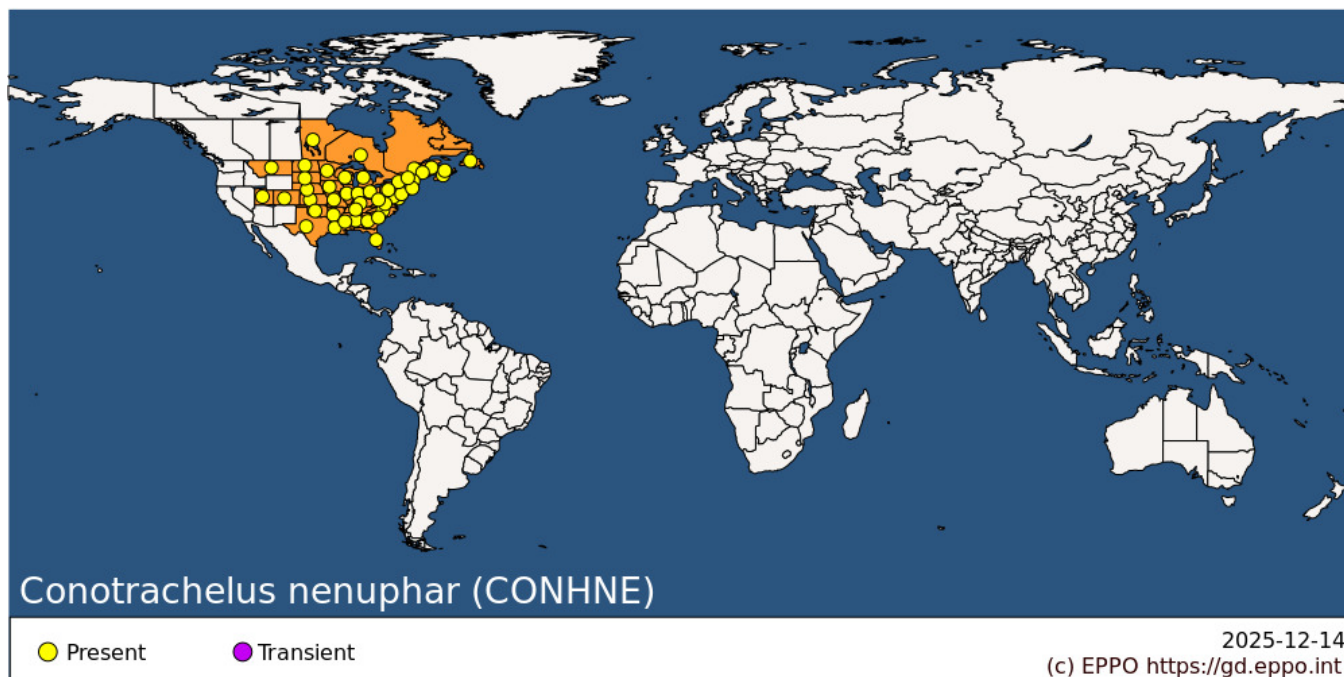 Conotrachelus nenuphar (CONHNE)
Present
Transient
2025-12-14
(c) EPPO https://gd.eppo.int